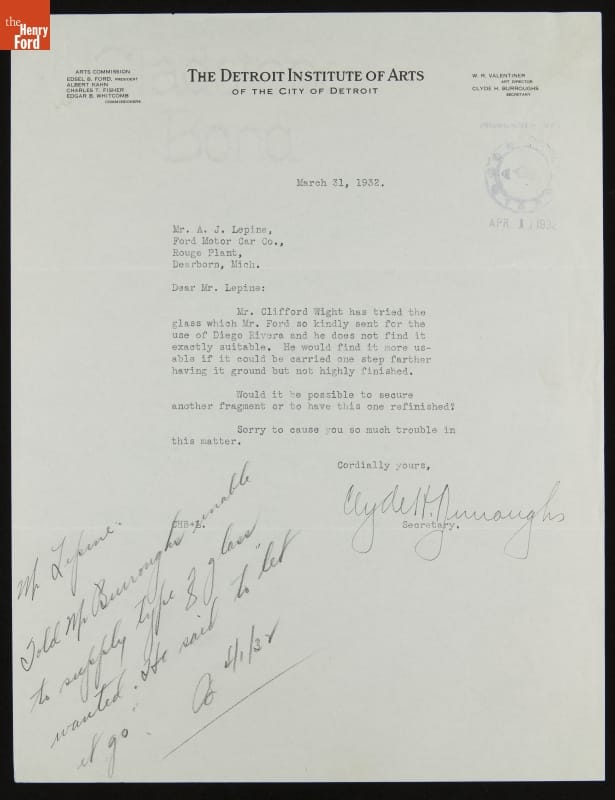 the
Henry
Ford
ARTS COMMISSION
EDSEL B. FORD, PRESIDENT
ALBERT KAHN
CHARLES T. FISHER
EDGAR B. WHITCOMB
COMMISSIONERS
THE DETROIT INSTITUTE OF ARTS
OF THE CITY OF DETROIT
W. R. VALENTINER
ART DIRECTOR
CLYDE H. BURROUGHS
SECRETARY
March 31, 1932.
APR 1 1932
Mr. A. J. Lepine,
Ford Motor Car Co.,
Rouge Plant,
Dearborn, Mich.
Dear Mr. Lepine:
Mr. Clifford Wight has tried the
glass which Mr. Ford so kindly sent for the
use of Diego Rivera and he does not find it
exactly suitable. He would find it more us-
able if it could be carried one step farther
having it ground but not highly finished.
Would it be possible to secure
another fragment or to have this one refinished?
Sorry to cause you so much trouble in
this matter.
Cordially yours,
Clyde H. Burroughs
CHB*L.
Secretary.
Mr Lepine:
Told Mr Burroughs unable
to supply type of glass
wanted. He said to "let
it go".
4/1/32